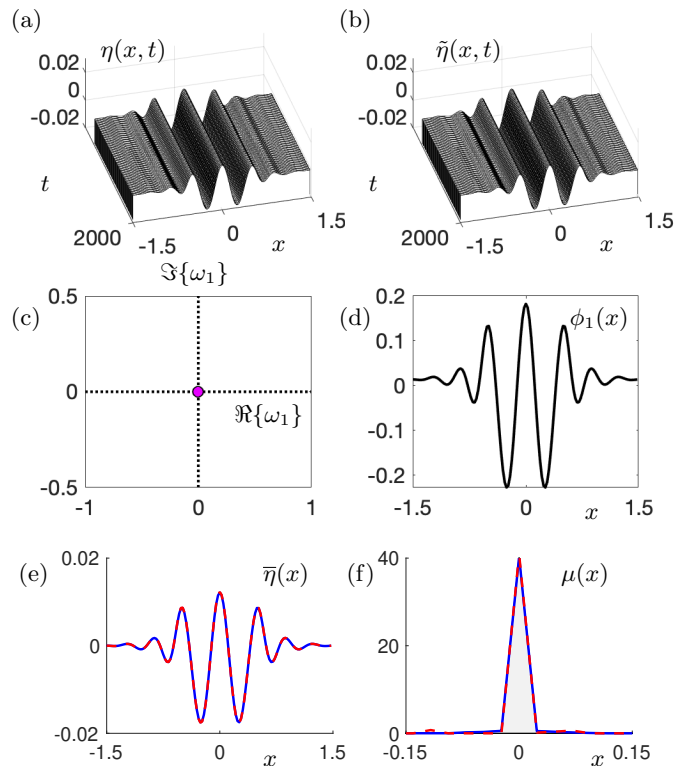 (a) η(x, t) (b) η̃(x, t)
0.02 0.02
0 0
-0.02 -0.02
t 1.5 t 1.5
2000 -1.5 0 x 2000 -1.5 0 x
ℑ{ω₁}
(c) 0.5 (d) 0.2 ϕ₁(x)
0.1
0 0
ℜ{ω₁} -0.1
-0.5 -0.2
-1 0 1 -1.5 0 x 1.5
(e) 0.02 η̅(x) (f) 40 μ(x)
0 20
-0.02 0
-1.5 0 x 1.5 -0.15 0 x 0.15